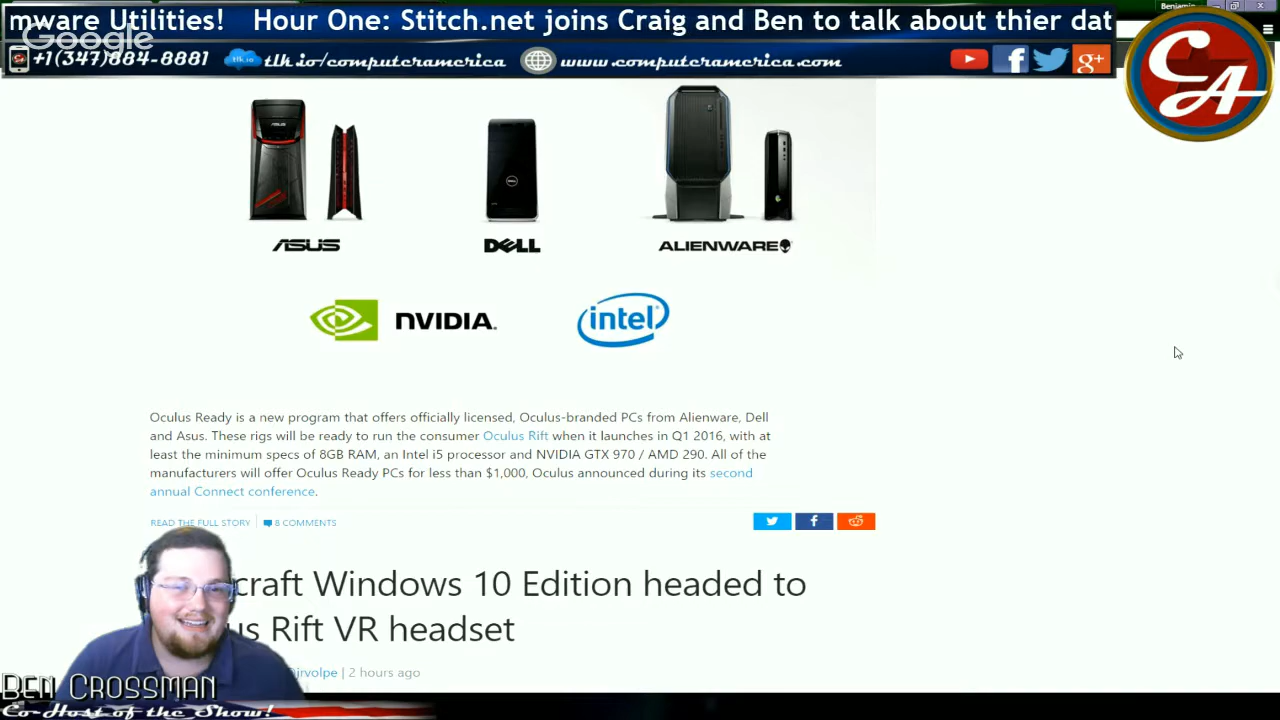 mware Utilities! Hour One: Stitch.net joins Craig and Ben to talk about thier dat
Google
Benjamin
+1(347)884-8881 tlk.io/computeramerica www.computeramerica.com
f g+
CA
ASUS DELL ALIENWARE
NVIDIA. intel
Oculus Ready is a new program that offers officially licensed, Oculus-branded PCs from Alienware, Dell
and Asus. These rigs will be ready to run the consumer Oculus Rift when it launches in Q1 2016, with at
least the minimum specs of 8GB RAM, an Intel i5 processor and NVIDIA GTX 970 / AMD 290. All of the
manufacturers will offer Oculus Ready PCs for less than $1,000, Oculus announced during its second
annual Connect conference.
READ THE FULL STORY 8 COMMENTS
craft Windows 10 Edition headed to
us Rift VR headset
Dirvolpe | 2 hours ago
BEN CROSSMAN
Co-Host of the Show!